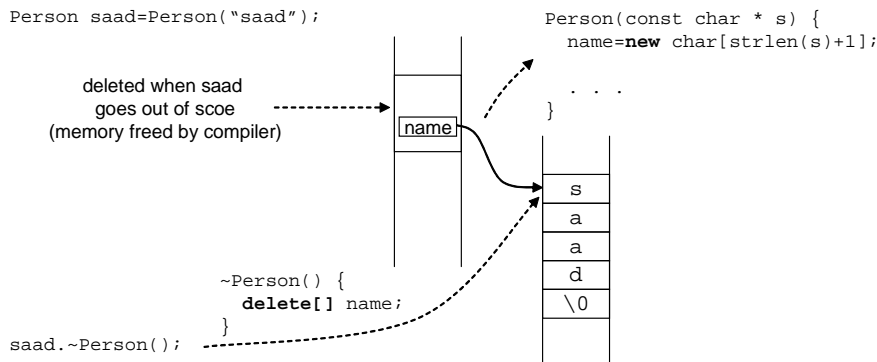 Person saad=Person(“saad”);
Person(const char * s) {
name=new char[strlen(s)+1];
. . .
}
deleted when saad
goes out of scoe
(memory freed by compiler)
name
s
a
a
d
\0
~Person() {
delete[] name;
}
saad.~Person();